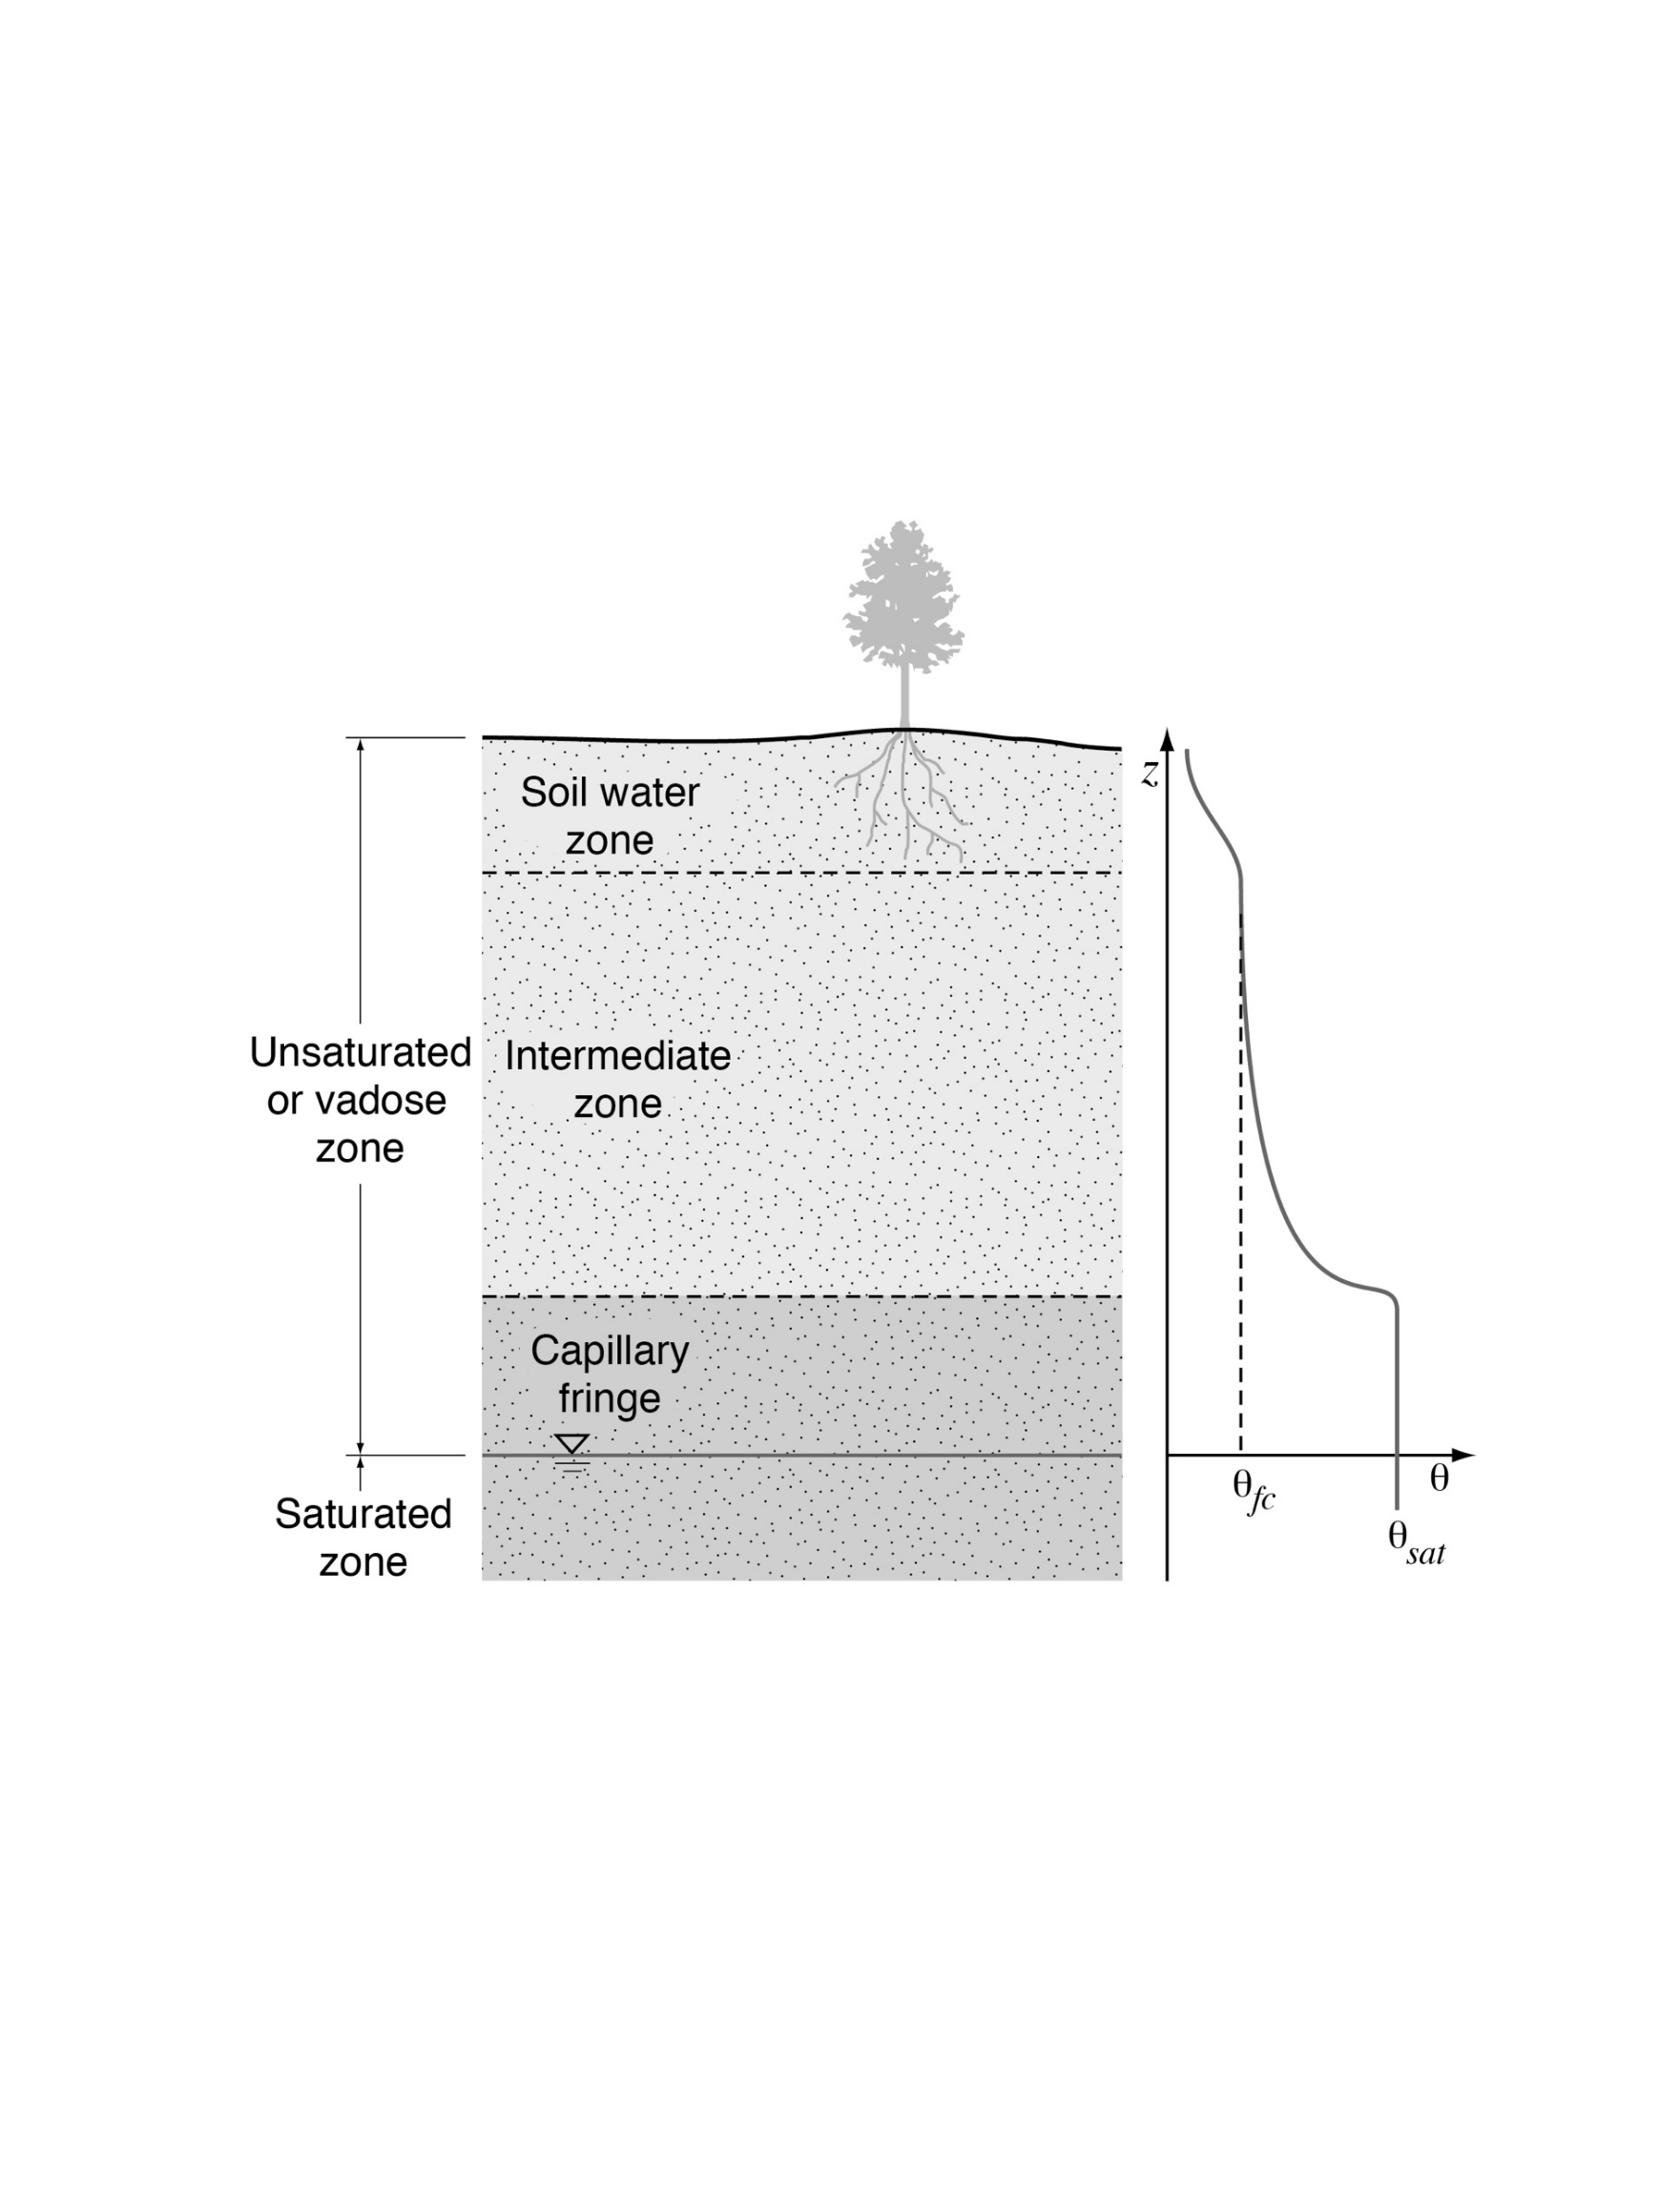 Soil water
zone
z
Unsaturated
or vadose
zone
Intermediate
zone
Capillary
fringe
θfc
θ
Saturated
zone
θsat